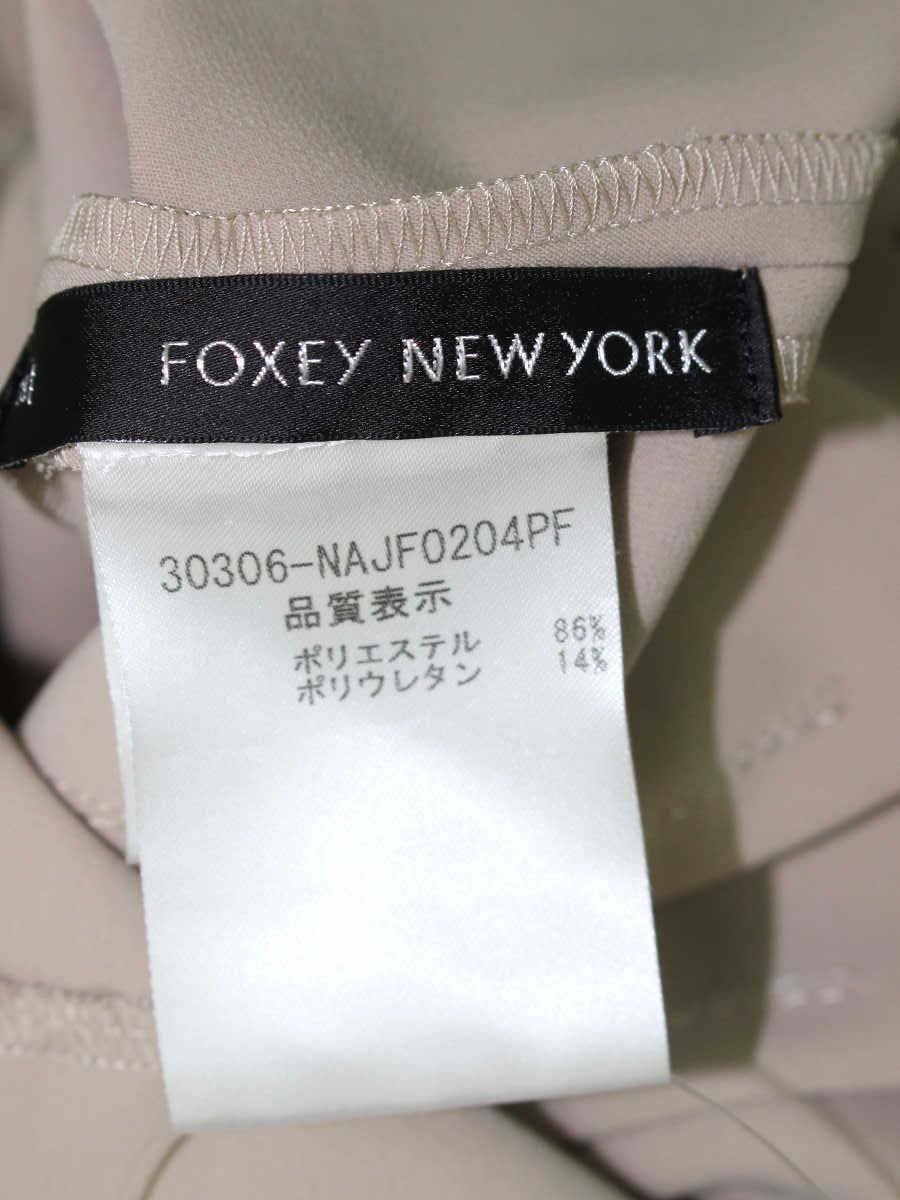 FOXEY NEW YORK
30306-NAJF0204PF
品質表示
ポリエステル 86%
ポリウレタン 14%